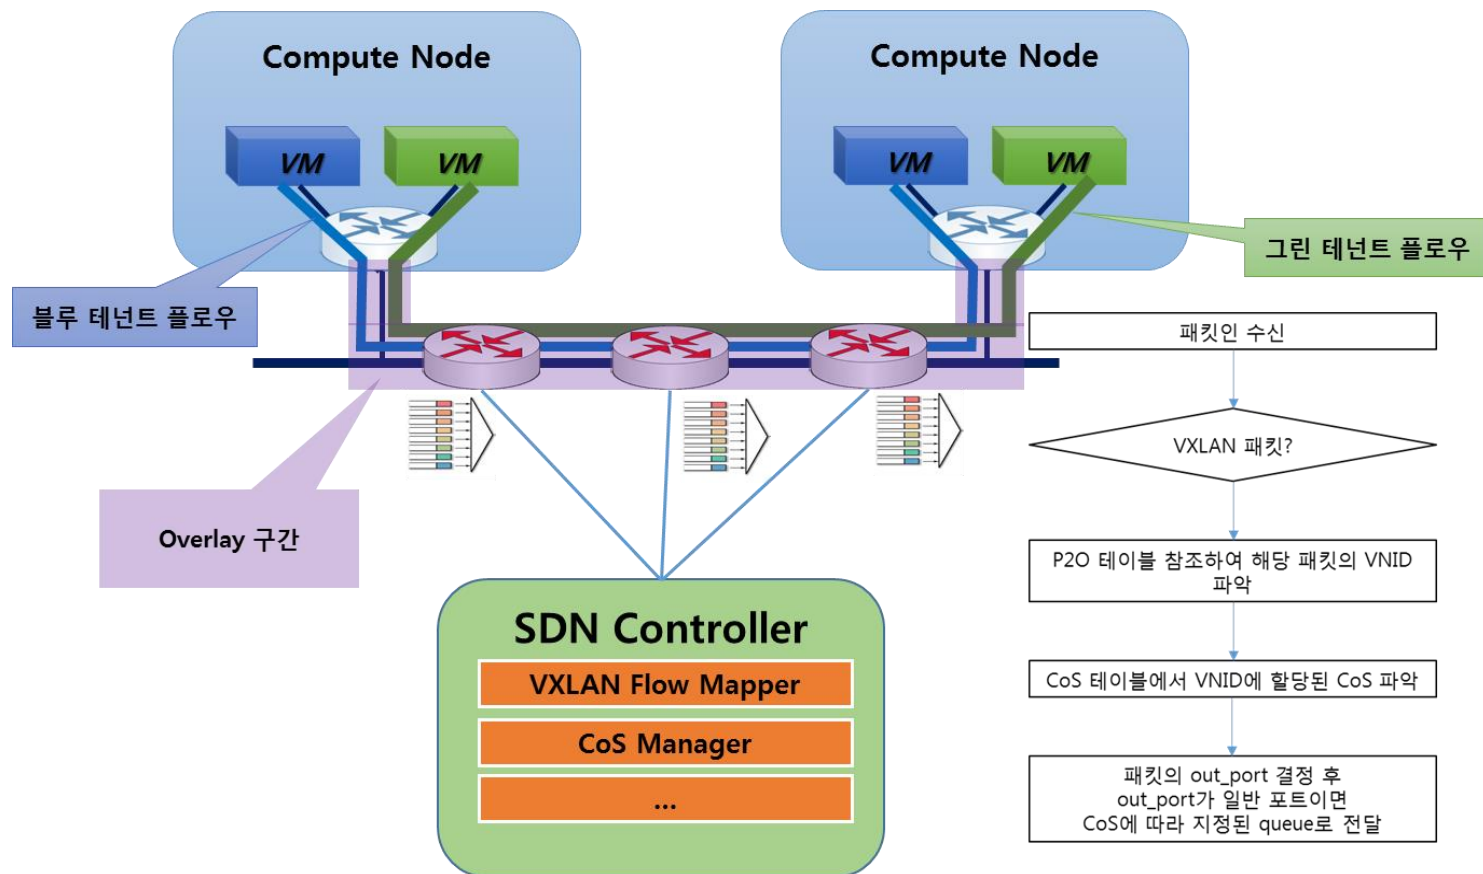 Compute Node
Compute Node
VM
VM
VM
VM
블루 테넌트 플로우
그린 테넌트 플로우
Overlay 구간
SDN Controller
VXLAN Flow Mapper
CoS Manager
...
패킷인 수신
VXLAN 패킷?
P2O 테이블 참조하여 해당 패킷의 VNID
파악
CoS 테이블에서 VNID에 할당된 CoS 파악
패킷의 out_port 결정 후
out_port가 일반 포트이면
CoS에 따라 지정된 queue로 전달